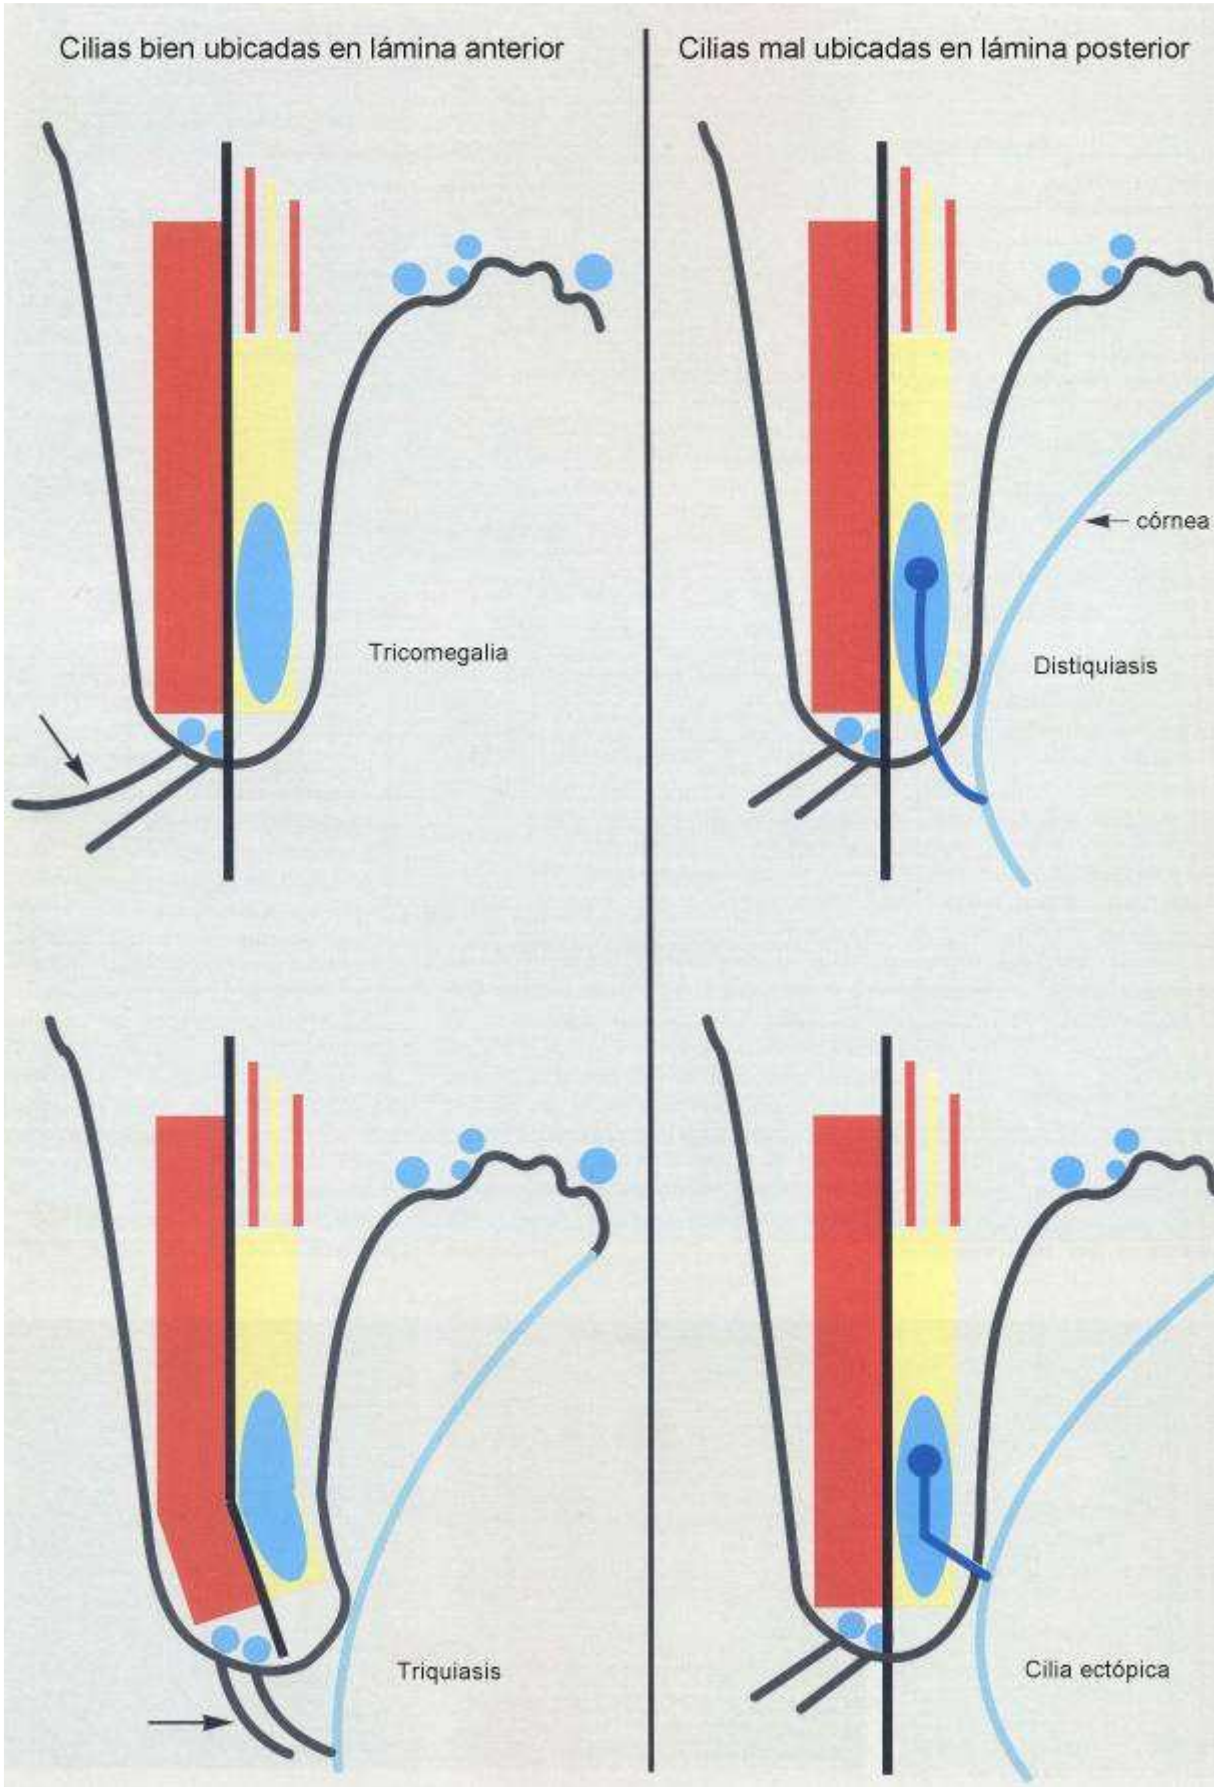 Cilias bien ubicadas en lámina anterior
Cilias mal ubicadas en lámina posterior
córnea
Tricomegalia
Distiquiasis
Triquiasis
Cilia ectópica